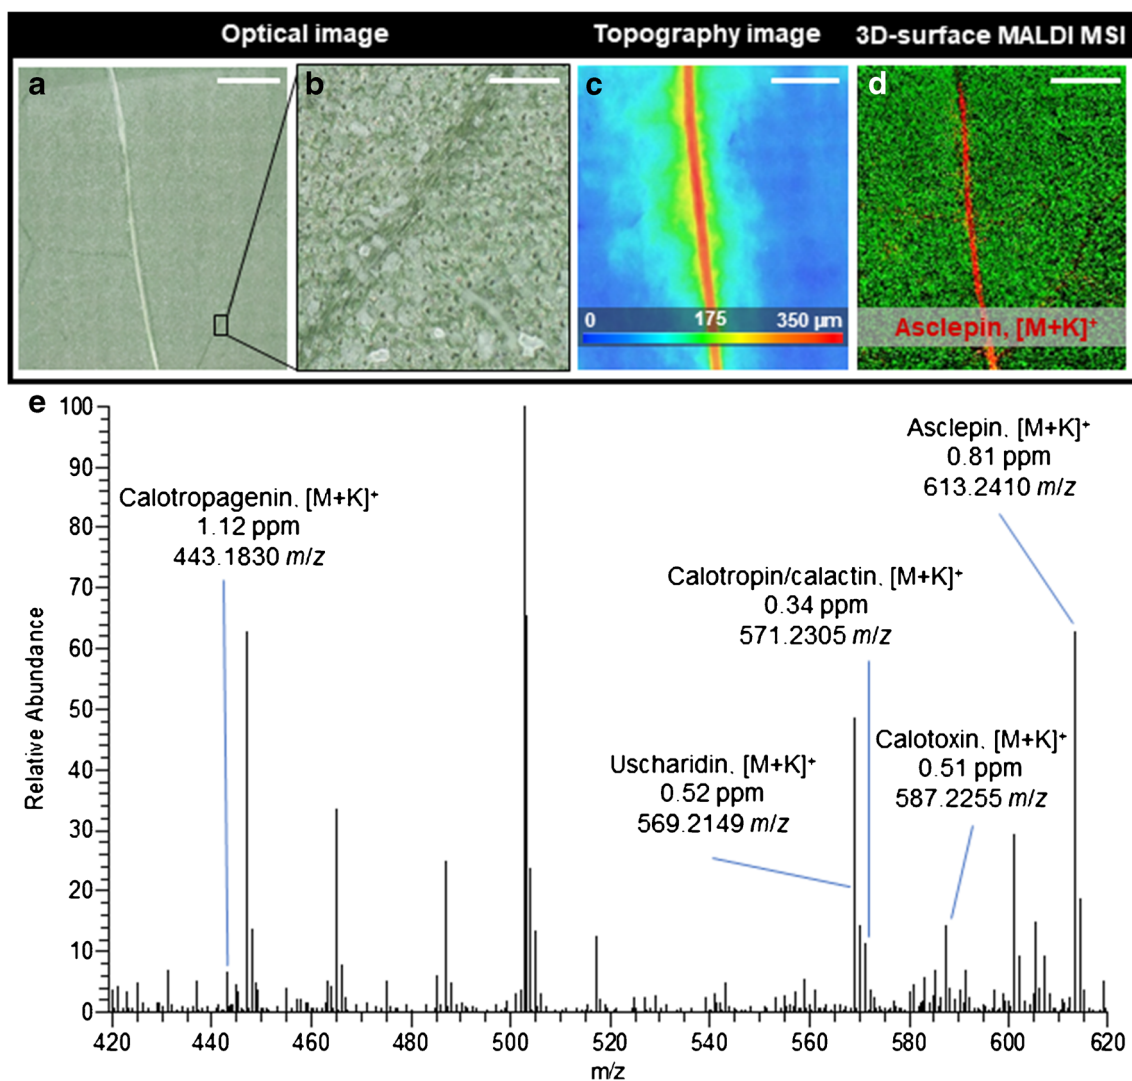 Optical image
Topography image
3D-surface MALDI MSI
a
b
c
d
0
175
350 µm
Asclepin, [M+K]+
e
100
90
80
70
60
50
40
30
20
10
0
Relative Abundance
Calotropagenin, [M+K]+
1.12 ppm
443.1830 m/z
Asclepin, [M+K]+
0.81 ppm
613.2410 m/z
Calotropin/calactin, [M+K]+
0.34 ppm
571.2305 m/z
Uscharidin, [M+K]+
0.52 ppm
569.2149 m/z
Calotoxin, [M+K]+
0.51 ppm
587.2255 m/z
420 440 460 480 500 520 540 560 580 600 620
m/z